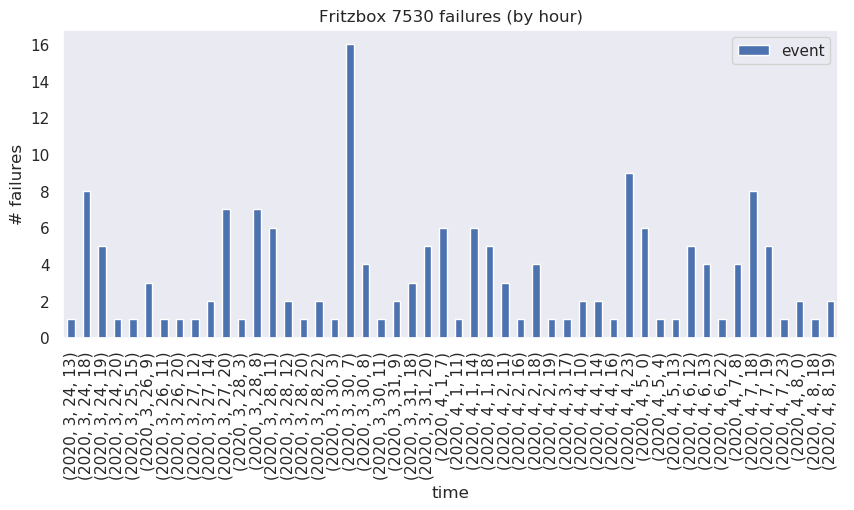 Fritzbox 7530 failures (by hour)
event
# failures
16
14
12
10
8
6
4
2
0
(2020, 3, 24, 13)
(2020, 3, 24, 18)
(2020, 3, 24, 19)
(2020, 3, 24, 20)
(2020, 3, 25, 15)
(2020, 3, 26, 9)
(2020, 3, 26, 11)
(2020, 3, 26, 20)
(2020, 3, 27, 12)
(2020, 3, 27, 14)
(2020, 3, 27, 20)
(2020, 3, 28, 3)
(2020, 3, 28, 8)
(2020, 3, 28, 11)
(2020, 3, 28, 12)
(2020, 3, 28, 20)
(2020, 3, 28, 22)
(2020, 3, 30, 3)
(2020, 3, 30, 7)
(2020, 3, 30, 8)
(2020, 3, 30, 11)
(2020, 3, 31, 9)
(2020, 3, 31, 18)
(2020, 3, 31, 20)
(2020, 4, 1, 7)
(2020, 4, 1, 11)
(2020, 4, 1, 14)
(2020, 4, 1, 18)
(2020, 4, 2, 11)
(2020, 4, 2, 16)
(2020, 4, 2, 18)
(2020, 4, 2, 19)
(2020, 4, 3, 17)
(2020, 4, 4, 10)
(2020, 4, 4, 14)
(2020, 4, 4, 16)
(2020, 4, 4, 23)
(2020, 4, 5, 0)
(2020, 4, 5, 4)
(2020, 4, 5, 13)
(2020, 4, 6, 12)
(2020, 4, 6, 13)
(2020, 4, 6, 22)
(2020, 4, 7, 8)
(2020, 4, 7, 18)
(2020, 4, 7, 19)
(2020, 4, 7, 23)
(2020, 4, 8, 0)
(2020, 4, 8, 18)
(2020, 4, 8, 19)
time